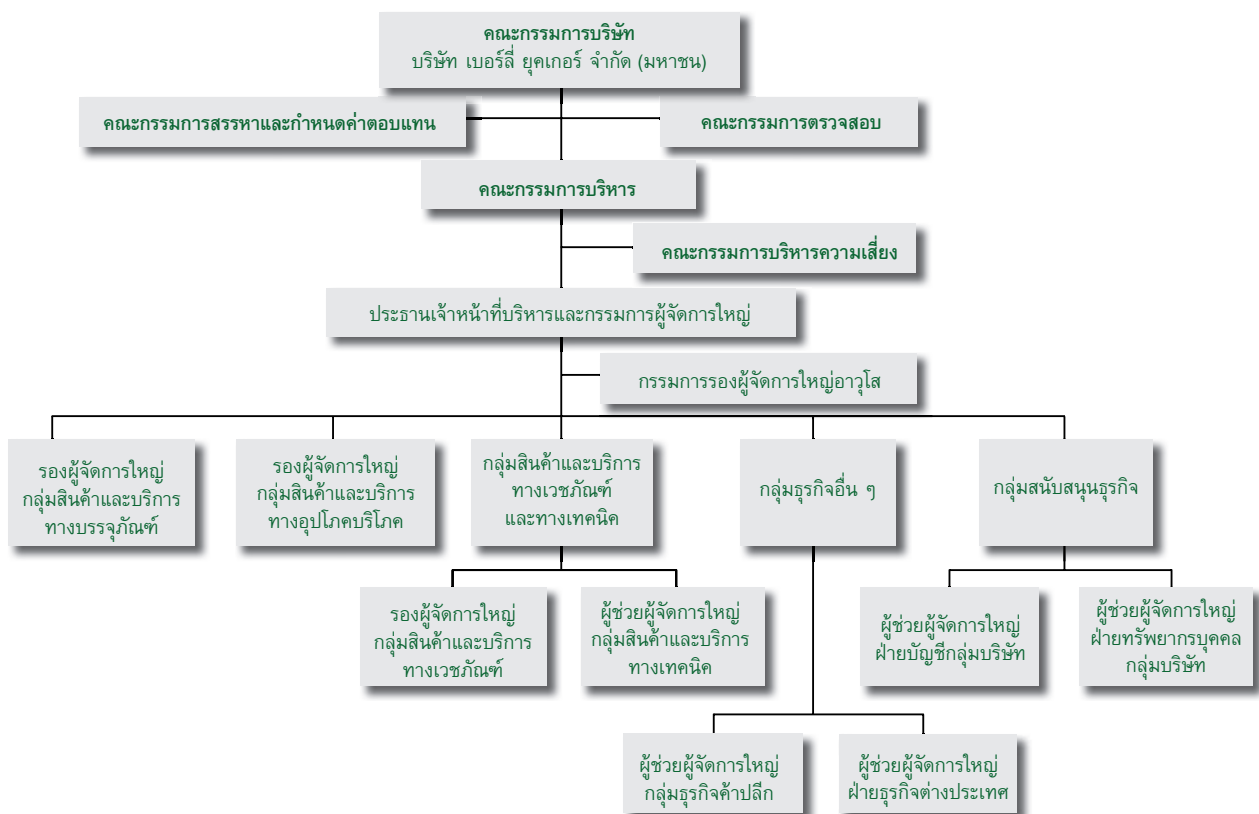 คณะกรรมการบริษัท
บริษัท เบอร์ลี่ ยุคเกอร์ จำกัด (มหาชน)
คณะกรรมการสรรหาและกำหนดค่าตอบแทน
คณะกรรมการตรวจสอบ
คณะกรรมการบริหาร
คณะกรรมการบริหารความเสี่ยง
ประธานเจ้าหน้าที่บริหารและกรรมการผู้จัดการใหญ่
กรรมการรองผู้จัดการใหญ่อาวุโส
รองผู้จัดการใหญ่
กลุ่มสินค้าและบริการ
ทางบรรจุภัณฑ์
รองผู้จัดการใหญ่
กลุ่มสินค้าและบริการ
ทางอุปโภคบริโภค
กลุ่มสินค้าและบริการ
ทางเวชภัณฑ์
และทางเทคนิค
กลุ่มธุรกิจอื่น ๆ
กลุ่มสนับสนุนธุรกิจ
รองผู้จัดการใหญ่
กลุ่มสินค้าและบริการ
ทางเวชภัณฑ์
ผู้ช่วยผู้จัดการใหญ่
กลุ่มสินค้าและบริการ
ทางเทคนิค
ผู้ช่วยผู้จัดการใหญ่
ฝ่ายบัญชีกลุ่มบริษัท
ผู้ช่วยผู้จัดการใหญ่
ฝ่ายทรัพยากรบุคคล
กลุ่มบริษัท
ผู้ช่วยผู้จัดการใหญ่
กลุ่มธุรกิจค้าปลีก
ผู้ช่วยผู้จัดการใหญ่
ฝ่ายธุรกิจต่างประเทศ